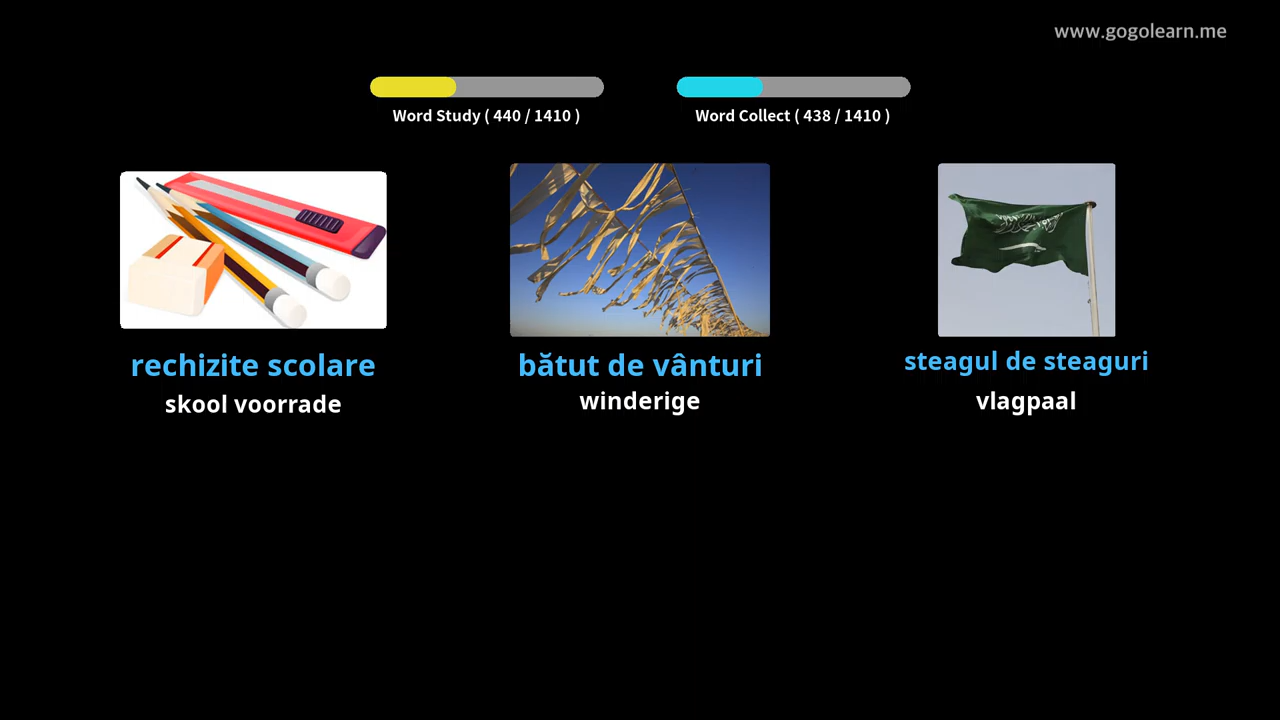 www.gogolearn.me
Word Study ( 440 / 1410 )
Word Collect ( 438 / 1410 )
rechizite scolare
skool voorrade
bătut de vânturi
winderige
steagul de steaguri
vlagpaal